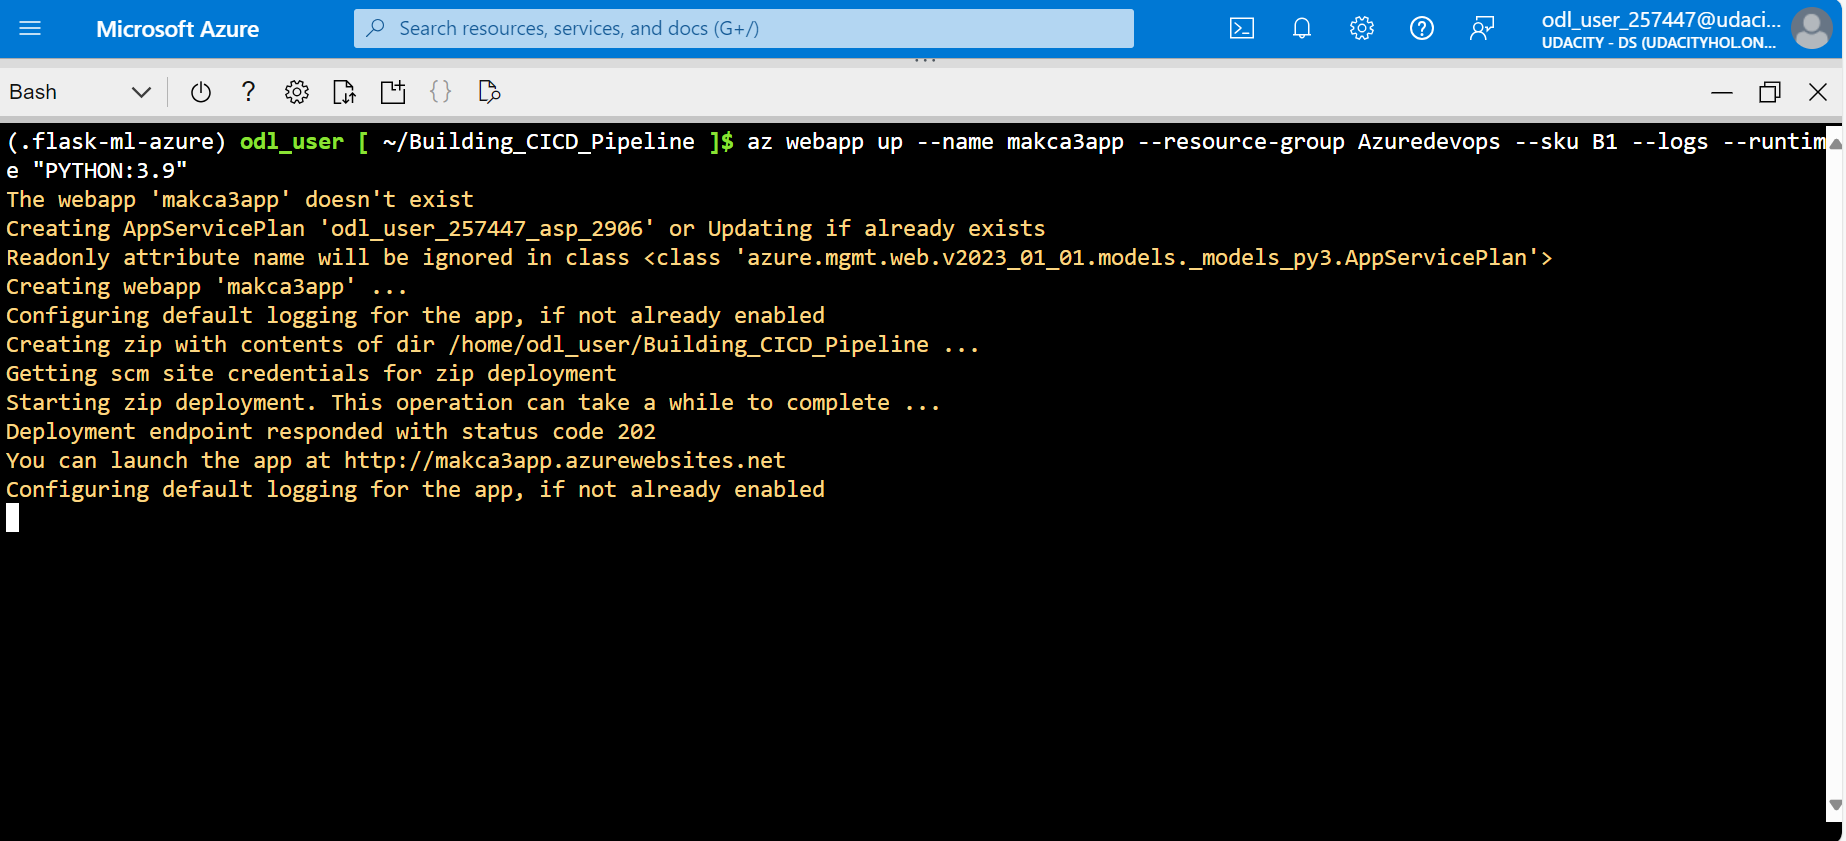 Microsoft Azure
Search resources, services, and docs (G+/)
odl_user_257447@udaci...
UDACITY - DS (UDACITYHOL.ON...
Bash
(.flask-ml-azure) odl_user [ ~/Building_CICD_Pipeline ]$ az webapp up --name makca3app --resource-group Azuredevops --sku B1 --logs --runtim
e "PYTHON:3.9"
The webapp 'makca3app' doesn't exist
Creating AppServicePlan 'odl_user_257447_asp_2906' or Updating if already exists
Readonly attribute name will be ignored in class <class 'azure.mgmt.web.v2023_01_01.models._models_py3.AppServicePlan'>
Creating webapp 'makca3app' ...
Configuring default logging for the app, if not already enabled
Creating zip with contents of dir /home/odl_user/Building_CICD_Pipeline ...
Getting scm site credentials for zip deployment
Starting zip deployment. This operation can take a while to complete ...
Deployment endpoint responded with status code 202
You can launch the app at http://makca3app.azurewebsites.net
Configuring default logging for the app, if not already enabled